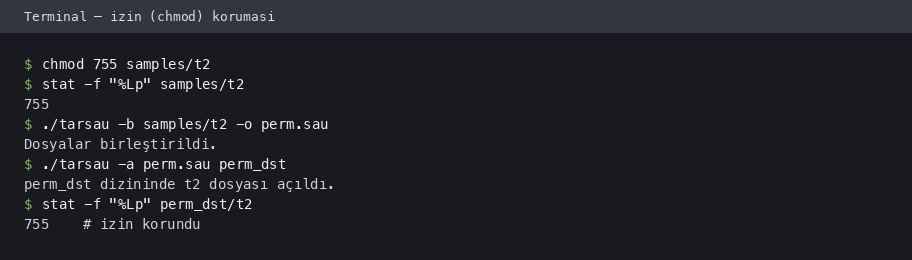 Terminal — izin (chmod) korumasi
$ chmod 755 samples/t2
$ stat −f "%Lp" samples/t2
755
$ ./tarsau −b samples/t2 −o perm.sau
Dosyalar birleştirildi.
$ ./tarsau −a perm.sau perm_dst
perm_dst dizininde t2 dosyası açıldı.
$ stat −f "%Lp" perm_dst/t2
755    # izin korundu